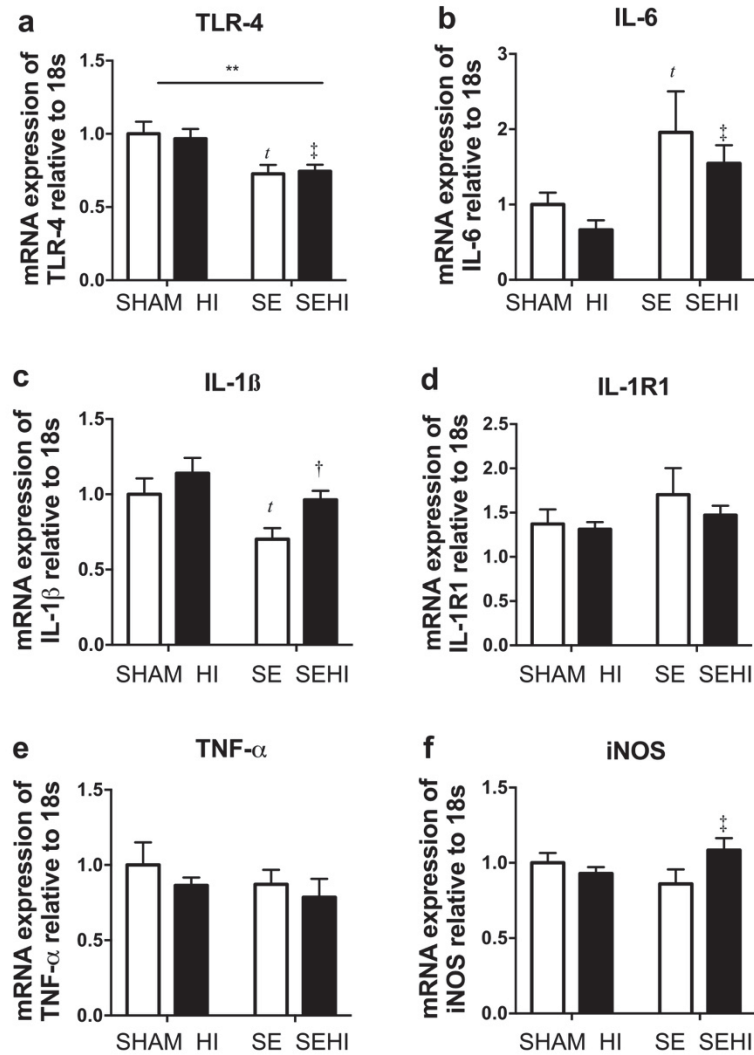 a
TLR-4
mRNA expression of
TLR-4 relative to 18s
1.5
1.0
0.5
0.0
**
t
‡
SHAM HI SE SEHI
b
IL-6
mRNA expression of
IL-6 relative to 18s
3
2
1
0
t
‡
SHAM HI SE SEHI
c
IL-1ß
mRNA expression of
IL-1β relative to 18s
1.5
1.0
0.5
0.0
t
†
SHAM HI SE SEHI
d
IL-1R1
mRNA expression of
IL-1R1 relative to 18s
2.5
2.0
1.5
1.0
0.5
0.0
SHAM HI SE SEHI
e
TNF-α
mRNA expression of
TNF-α relative to 18s
1.5
1.0
0.5
0.0
SHAM HI SE SEHI
f
iNOS
mRNA expression of
iNOS relative to 18s
1.5
1.0
0.5
0.0
‡
SHAM HI SE SEHI